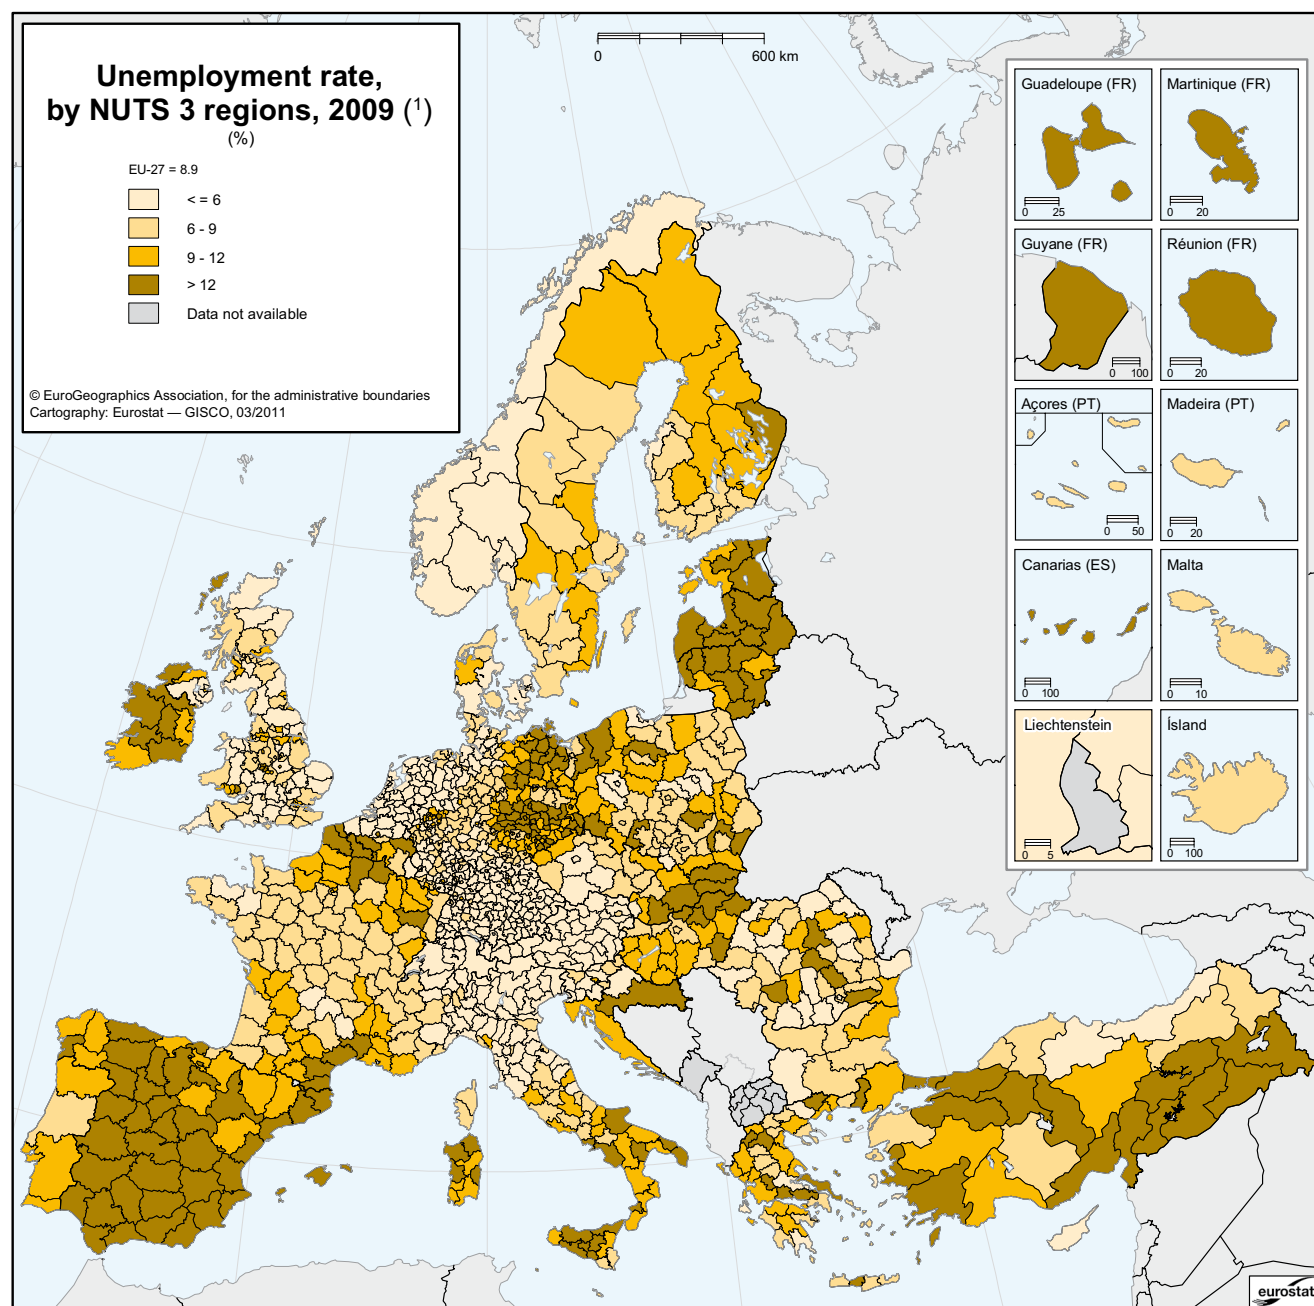 Unemployment rate,
by NUTS 3 regions, 2009 (¹)
(%)
EU-27 = 8.9
< = 6
6 - 9
9 - 12
> 12
Data not available
© EuroGeographics Association, for the administrative boundaries
Cartography: Eurostat — GISCO, 03/2011
0 600 km
Guadeloupe (FR)
0 25
Martinique (FR)
0 20
Guyane (FR)
0 100
Réunion (FR)
0 20
Açores (PT)
0 50
Madeira (PT)
0 20
Canarias (ES)
0 100
Malta
0 10
Liechtenstein
0 5
Ísland
0 100
eurostat